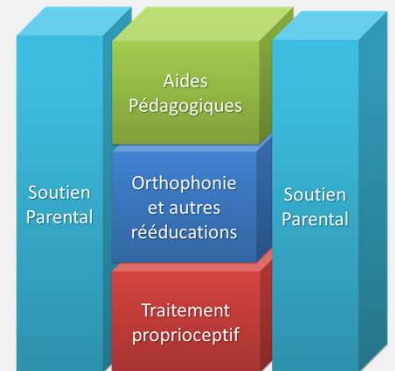 Aides
Pédagogiques
Soutien
Parental
Orthophonie
et autres
rééducations
Soutien
Parental
Traitement
proprioceptif